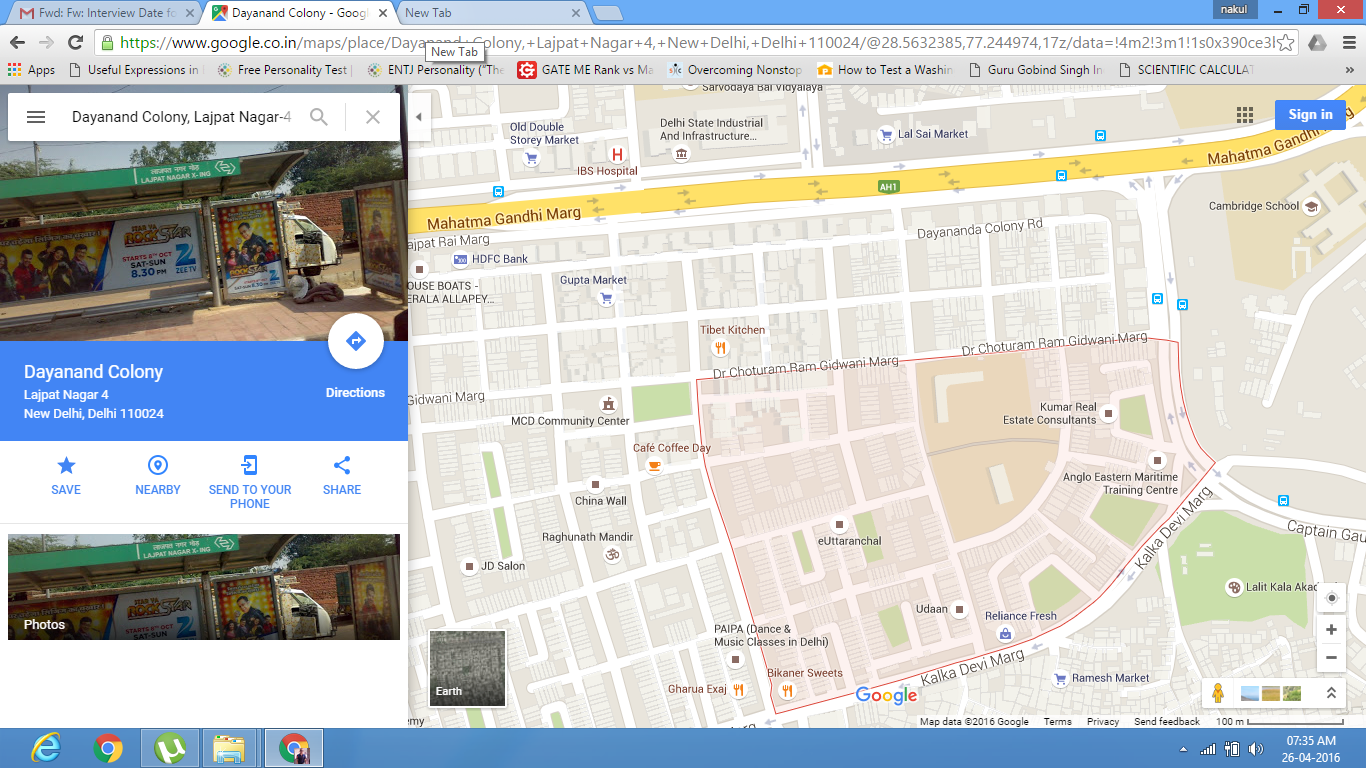 Fwd: Fw: Interview Date fo
Dayanand Colony - Googl
New Tab
nakul
https://www.google.co.in/maps/place/Dayanand+Colony,+Lajpat+Nagar+4,+New+Delhi,+Delhi+110024/@28.5632385,77.244974,17z/data=!4m2!3m1!1s0x390ce3l
New Tab
Apps
Useful Expressions in
Free Personality Test
ENTJ Personality ("The
GATE ME Rank vs Ma
Overcoming Nonstop
How to Test a Washin
Guru Gobind Singh In
SCIENTIFIC CALCULAT
»
Dayanand Colony, Lajpat Nagar-4
लाजपत नगर मोड़
LAJPAT NAGAR X-ING
STAR YA
ROCKSTAR
STARTS 8TH OCT
SAT-SUN
8.30 PM
ZEE TV
Dayanand Colony
Lajpat Nagar 4
New Delhi, Delhi 110024
Directions
SAVE
NEARBY
SEND TO YOUR
PHONE
SHARE
लाजपत नगर मोड़
LAJPAT NAGAR X-ING
Photos
Sarvodaya Bal Vidyalaya
Old Double
Storey Market
Delhi State Industrial
And Infrastructure...
Lal Sai Market
Sign in
Mahatma Gandhi Marg
H
IBS Hospital
AH1
Mahatma Gandhi Marg
Cambridge School
Dayananda Colony Rd
ajpat Rai Marg
HDFC Bank
OUSE BOATS -
ERALA ALLAPEY...
Gupta Market
Tibet Kitchen
Dr Choturam Ram Gidwani Marg
Dr Choturam Ram Gidwani Marg
Gidwani Marg
MCD Community Center
Kumar Real
Estate Consultants
Café Coffee Day
China Wall
Anglo Eastern Maritime
Training Centre
Raghunath Mandir
eUttaranchal
Kalka Devi Marg
Captain Gau
JD Salon
Lalit Kala Akad
Udaan
Reliance Fresh
PAIPA (Dance &
Music Classes in Delhi)
Kalka Devi Marg
Bikaner Sweets
Gharua Exaj
Ramesh Market
Earth
Google
emy
Map data ©2016 Google
Terms
Privacy
Send feedback
100 m
07:35 AM
26-04-2016